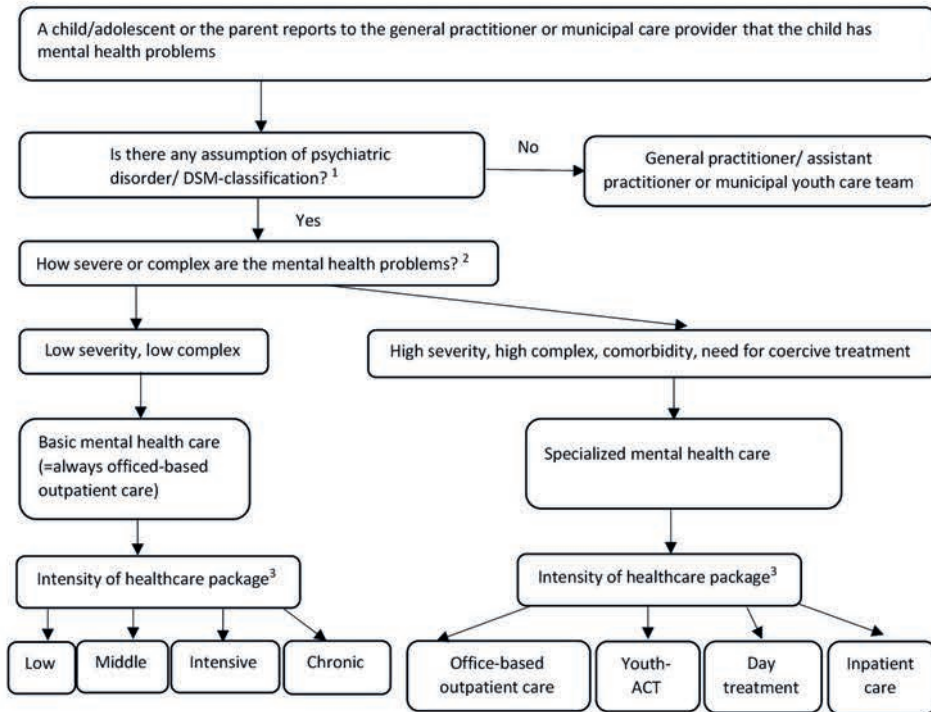 A child/adolescent or the parent reports to the general practitioner or municipal care provider that the child has
mental health problems
Is there any assumption of psychiatric
disorder/ DSM-classification? 1
No
General practitioner/ assistant
practitioner or municipal youth care team
Yes
How severe or complex are the mental health problems? 2
Low severity, low complex
High severity, high complex, comorbidity, need for coercive treatment
Basic mental health care
(=always officed-based
outpatient care)
Specialized mental health care
Intensity of healthcare package3
Intensity of healthcare package3
Low
Middle
Intensive
Chronic
Office-based
outpatient care
Youth-
ACT
Day
treatment
Inpatient
care